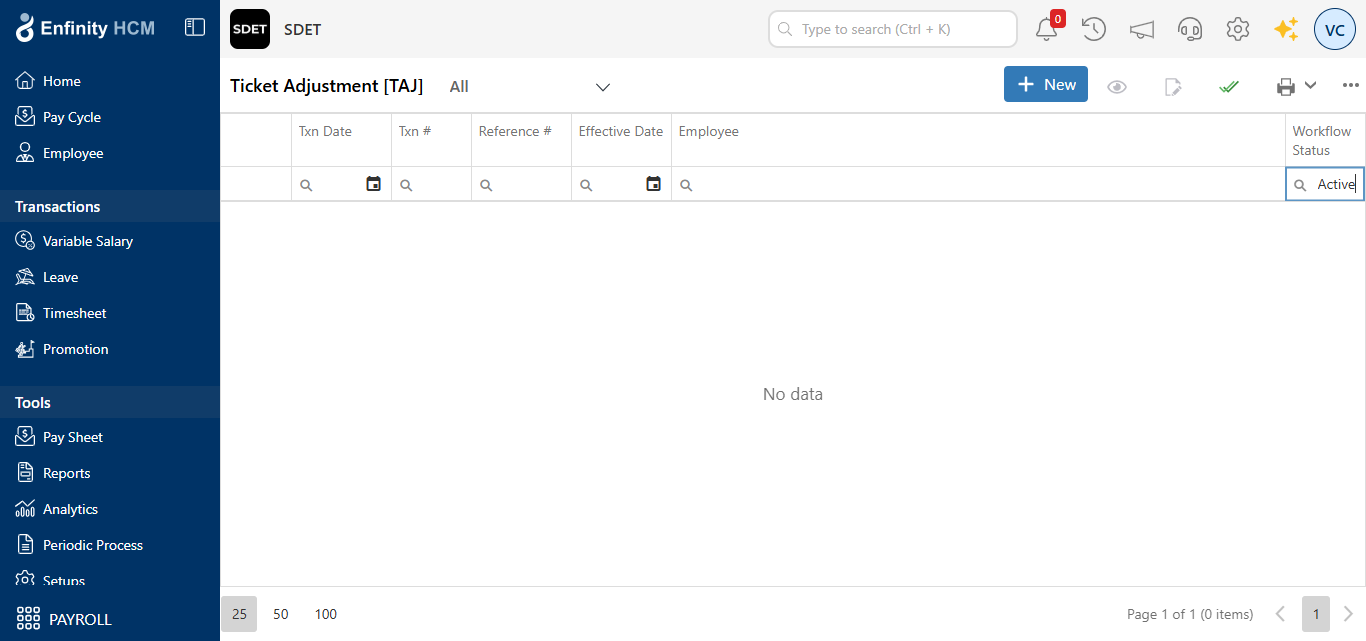 Enfinity HCM
SDET SDET
Type to search (Ctrl + K)
0
VC
Home
Pay Cycle
Employee
Transactions
Variable Salary
Leave
Timesheet
Promotion
Tools
Pay Sheet
Reports
Analytics
Periodic Process
Setups
PAYROLL
Ticket Adjustment [TAJ] All
New
Txn Date Txn # Reference # Effective Date Employee Workflow Status
Active
No data
25 50 100
Page 1 of 1 (0 items) 1